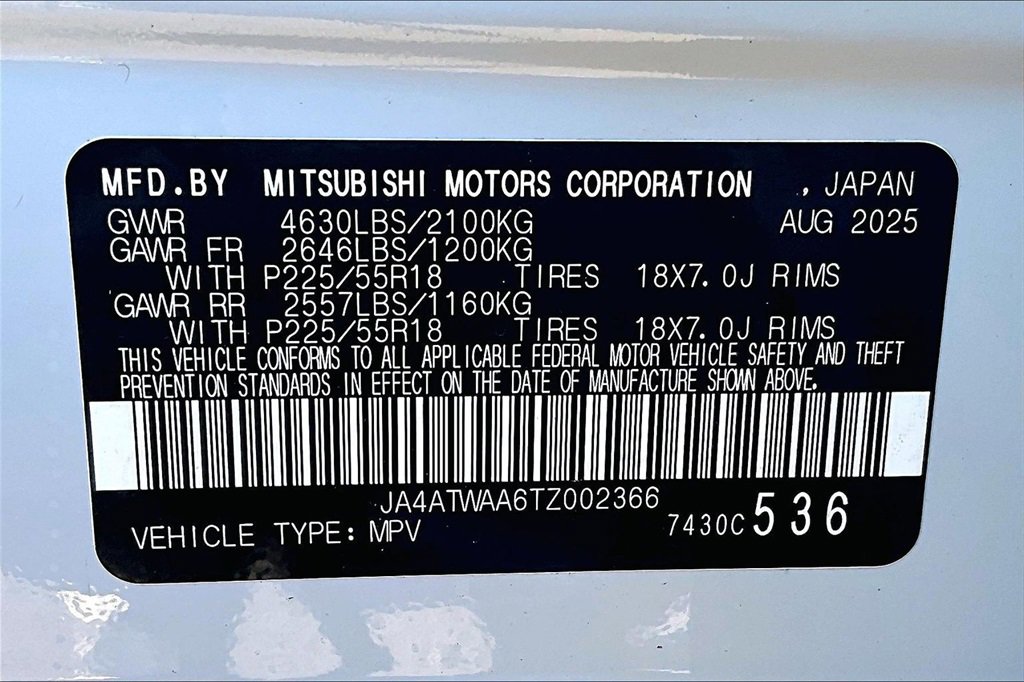 MFD.BY MITSUBISHI MOTORS CORPORATION , JAPAN
GVWR 4630LBS/2100KG AUG 2025
GAWR FR 2646LBS/1200KG
WITH P225/55R18 TIRES 18X7.0J RIMS
GAWR RR 2557LBS/1160KG
WITH P225/55R18 TIRES 18X7.0J RIMS
THIS VEHICLE CONFORMS TO ALL APPLICABLE FEDERAL MOTOR VEHICLE SAFETY AND THEFT
PREVENTION STANDARDS IN EFFECT ON THE DATE OF MANUFACTURE SHOWN ABOVE.
JA4ATWAA6TZ002366
VEHICLE TYPE: MPV 7430C 536